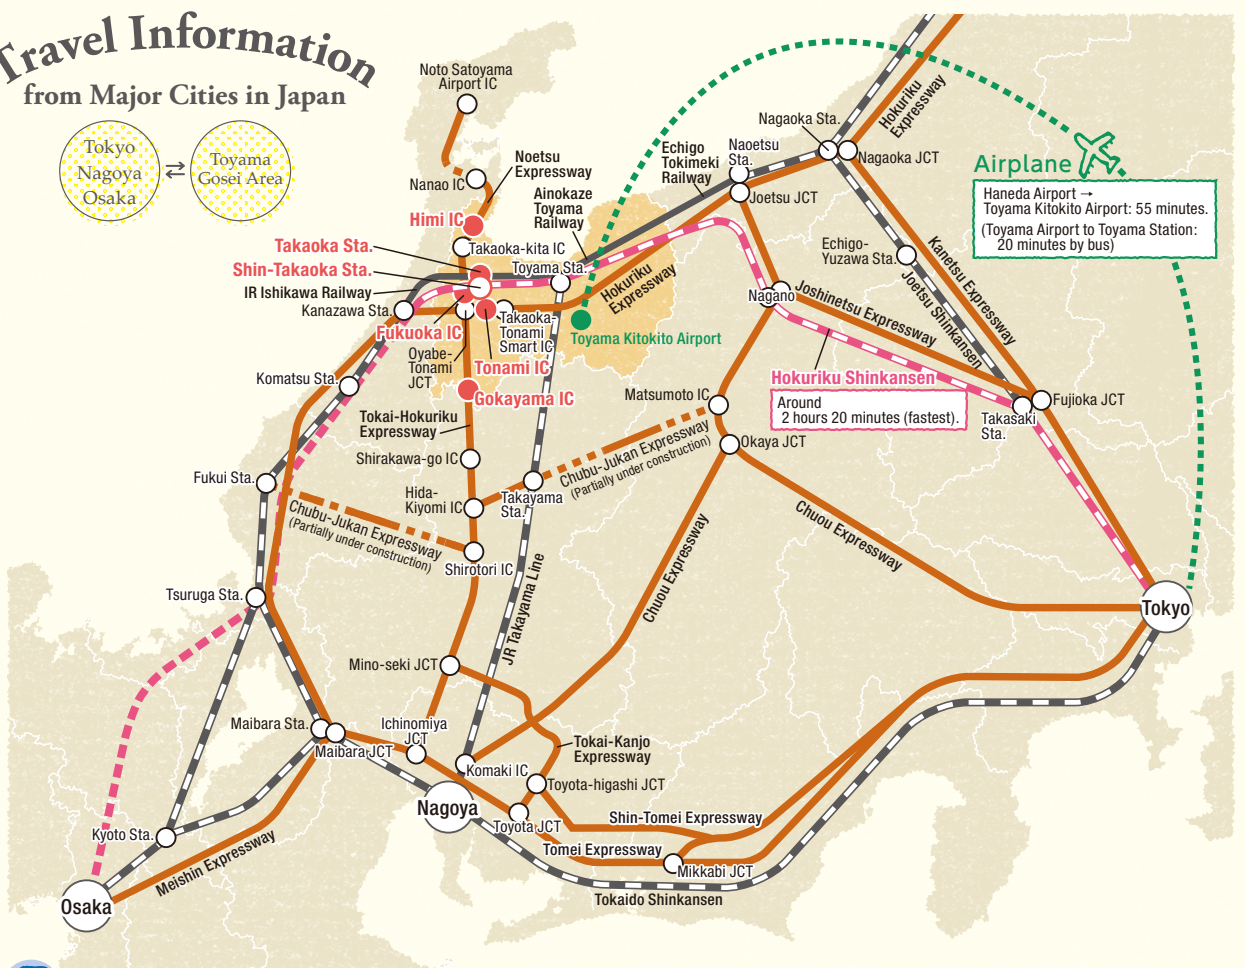 Travel Information
from Major Cities in Japan
Tokyo
Nagoya
Osaka
⇄
Toyama
Gosei Area
Noto Satoyama
Airport IC
Nanao IC
Noetsu
Expressway
Himi IC
Ainokaze
Toyama
Railway
Takaoka-kita IC
Takaoka Sta.
Shin-Takaoka Sta.
IR Ishikawa Railway
Kanazawa Sta.
Toyama Sta.
Fukuoka IC
Takaoka-
Tonami
Smart IC
Oyabe-
Tonami
JCT
Tonami IC
Gokayama IC
Toyama Kitokito Airport
Hokuriku
Expressway
Echigo
Tokimeki
Railway
Naoetsu
Sta.
Joetsu JCT
Nagaoka Sta.
Nagaoka JCT
Hokuriku
Expressway
Airplane
Haneda Airport →
Toyama Kitokito Airport: 55 minutes.
(Toyama Airport to Toyama Station:
20 minutes by bus)
Echigo-
Yuzawa Sta.
Kanetsu Expressway
Joetsu Shinkansen
Nagano
Joshinetsu Expressway
Hokuriku Shinkansen
Around
2 hours 20 minutes (fastest).
Takasaki
Sta.
Fujioka JCT
Komatsu Sta.
Matsumoto IC
Okaya JCT
Tokai-Hokuriku
Expressway
Shirakawa-go IC
Chubu-Jukan Expressway
(Partially under construction)
Fukui Sta.
Hida-
Kiyomi IC
Takayama
Sta.
Chubu-Jukan Expressway
(Partially under construction)
Shirotori IC
Chuou Expressway
Chuou Expressway
Tsuruga Sta.
Tokyo
JR Takayama Line
Mino-seki JCT
Maibara Sta.
Maibara JCT
Ichinomiya
JCT
Komaki IC
Tokai-Kanjo
Expressway
Toyota-higashi JCT
Nagoya
Toyota JCT
Shin-Tomei Expressway
Tomei Expressway
Mikkabi JCT
Kyoto Sta.
Meishin Expressway
Osaka
Tokaido Shinkansen